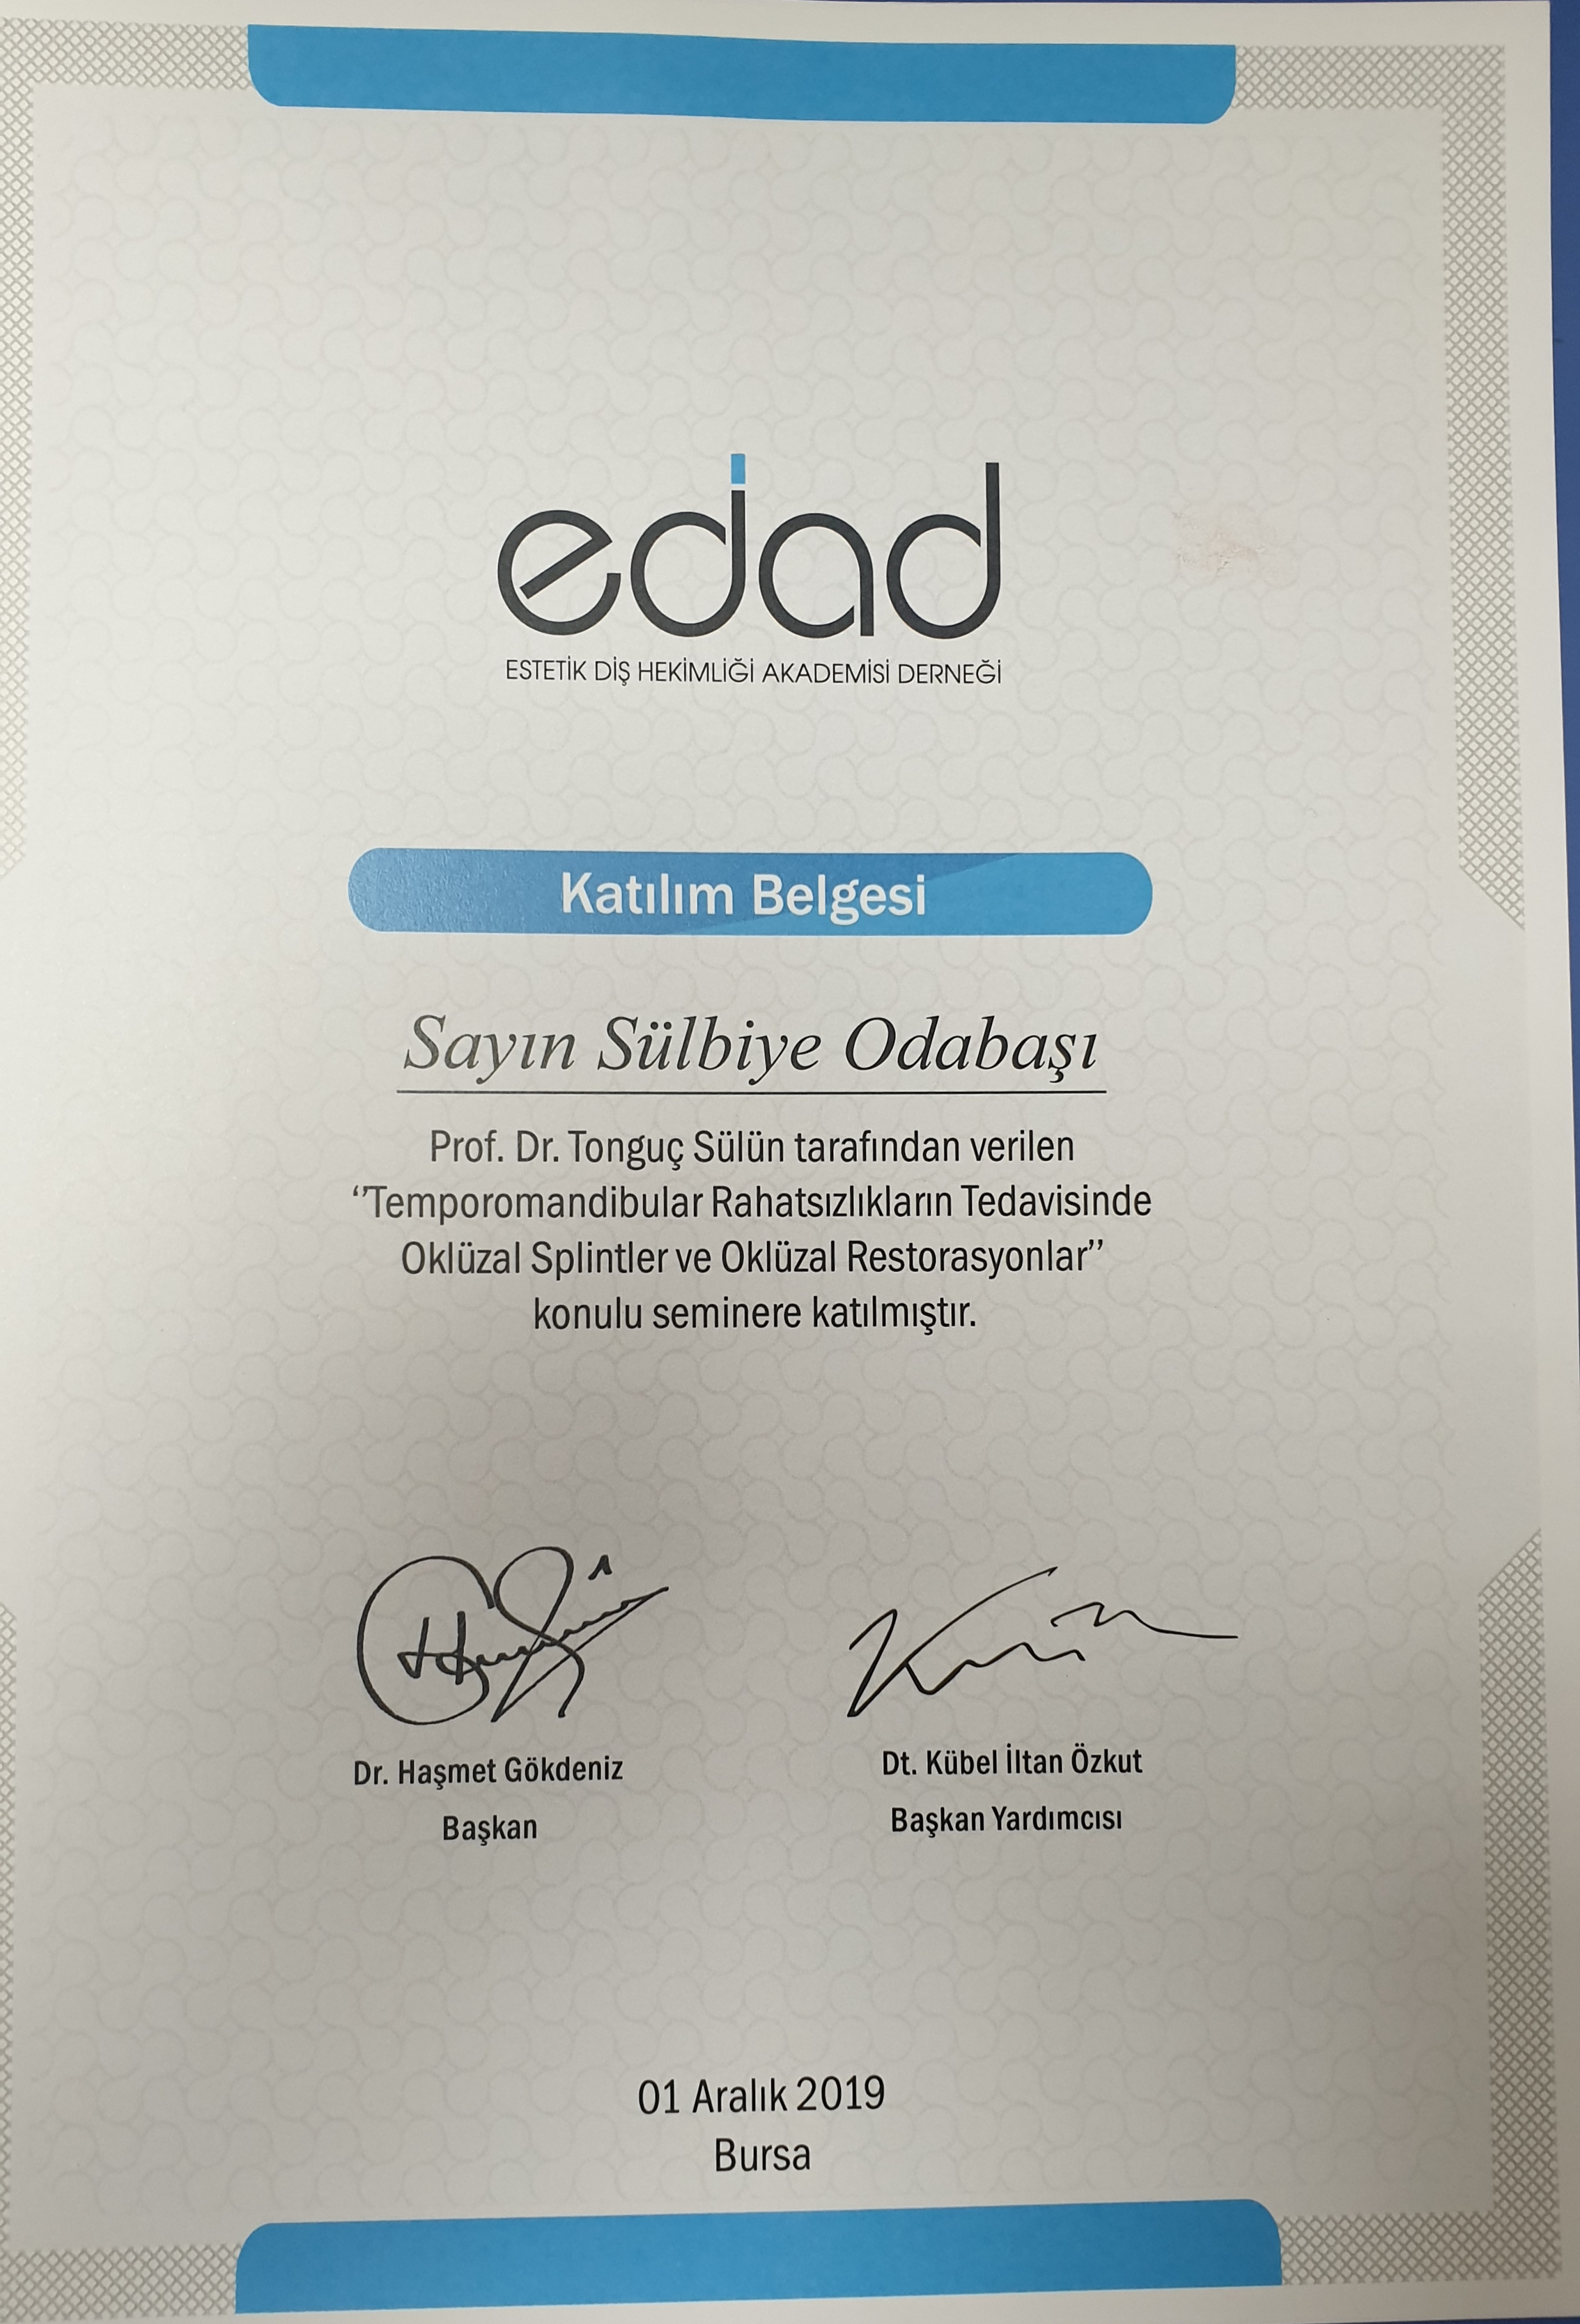 edad
ESTETİK DİŞ HEKİMLİĞİ AKADEMİSİ DERNEĞİ
Katılım Belgesi
Sayın Sülbiye Odabaşı
Prof. Dr. Tonguç Sülün tarafından verilen
‘’Temporomandibular Rahatsızlıkların Tedavisinde
Oklüzal Splintler ve Oklüzal Restorasyonlar’’
konulu seminere katılmıştır.
Dr. Haşmet Gökdeniz
Başkan
Dt. Kübel İltan Özkut
Başkan Yardımcısı
01 Aralık 2019
Bursa